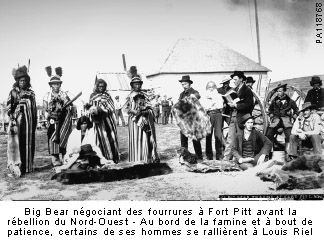 PA118768
Big Bear négociant des fourrures à Fort Pitt avant la
rébellion du Nord-Ouest - Au bord de la famine et à bout de
patience, certains de ses hommes se rallièrent à Louis Riel